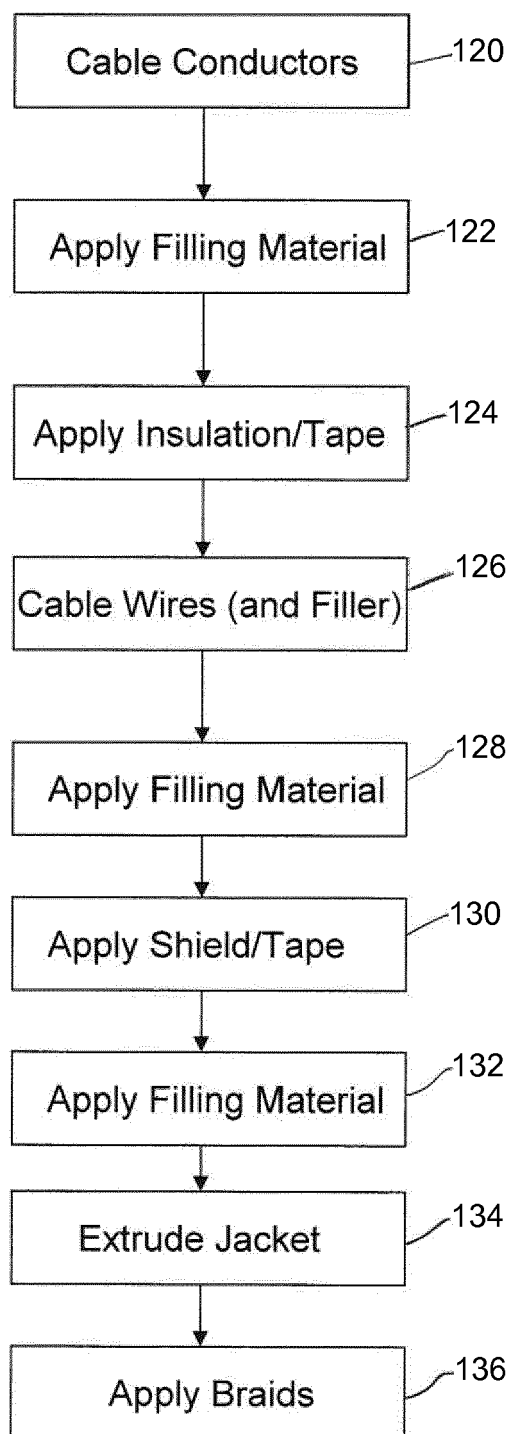 Cable Conductors
120
Apply Filling Material
122
Apply Insulation/Tape
124
Cable Wires (and Filler)
126
Apply Filling Material
128
Apply Shield/Tape
130
Apply Filling Material
132
Extrude Jacket
134
Apply Braids
136